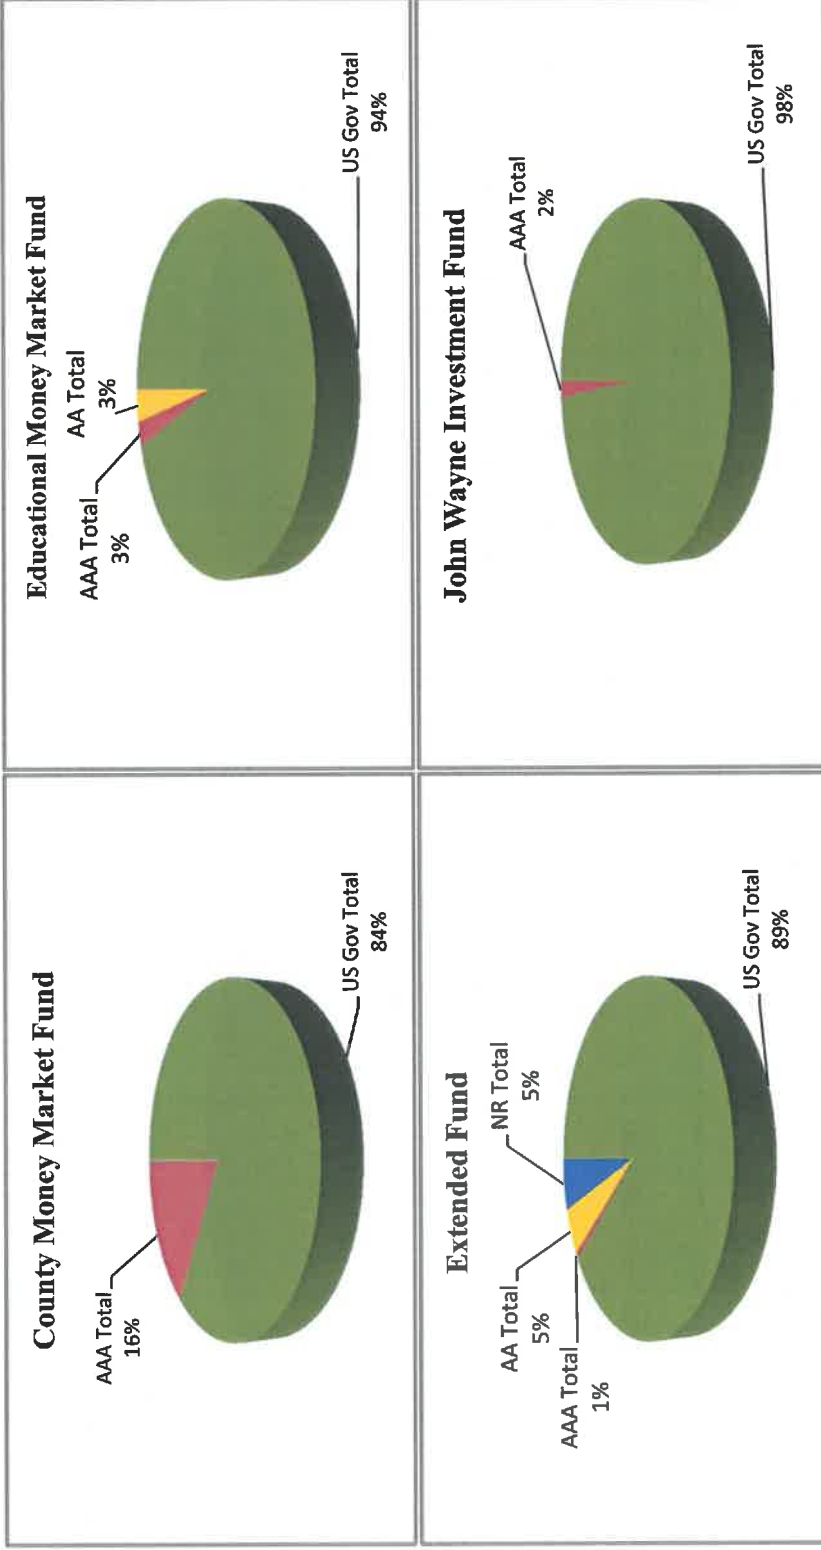 County Money Market Fund
AAA Total
16%
US Gov Total
84%
Educational Money Market Fund
AA Total
3%
AAA Total
3%
US Gov Total
94%
Extended Fund
NR Total
5%
AA Total
5%
AAA Total
1%
US Gov Total
89%
John Wayne Investment Fund
AAA Total
2%
US Gov Total
98%